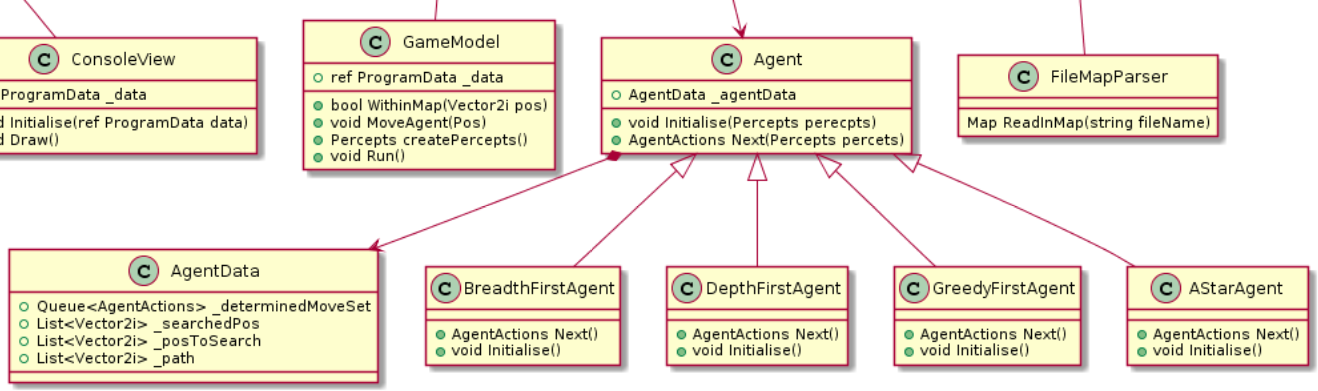 C ConsoleView
ProgramData _data
d Initialise(ref ProgramData data)
d Draw()
C GameModel
ref ProgramData _data
bool WithinMap(Vector2i pos)
void MoveAgent(Pos)
Percepts createPercepts()
void Run()
C Agent
AgentData _agentData
void Initialise(Percepts perecpts)
AgentActions Next(Percepts percets)
C FileMapParser
Map ReadInMap(string fileName)
C AgentData
Queue<AgentActions> _determinedMoveSet
List<Vector2i> _searchedPos
List<Vector2i> _posToSearch
List<Vector2i> _path
C BreadthFirstAgent
AgentActions Next()
void Initialise()
C DepthFirstAgent
AgentActions Next()
void Initialise()
C GreedyFirstAgent
AgentActions Next()
void Initialise()
C AStarAgent
AgentActions Next()
void Initialise()